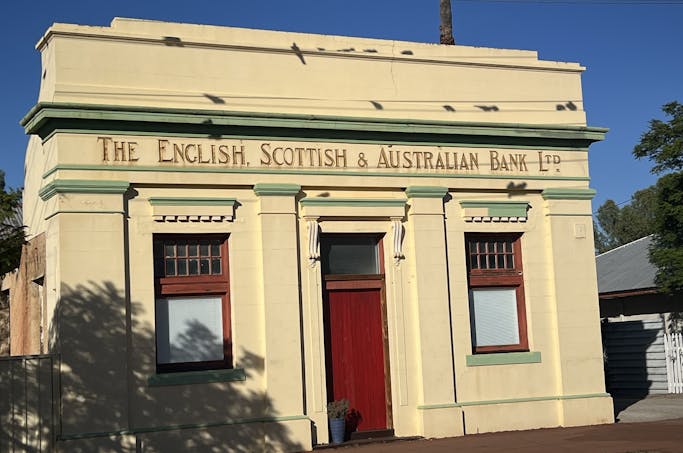 THE ENGLISH, SCOTTISH & AUSTRALIAN BANK LTD.